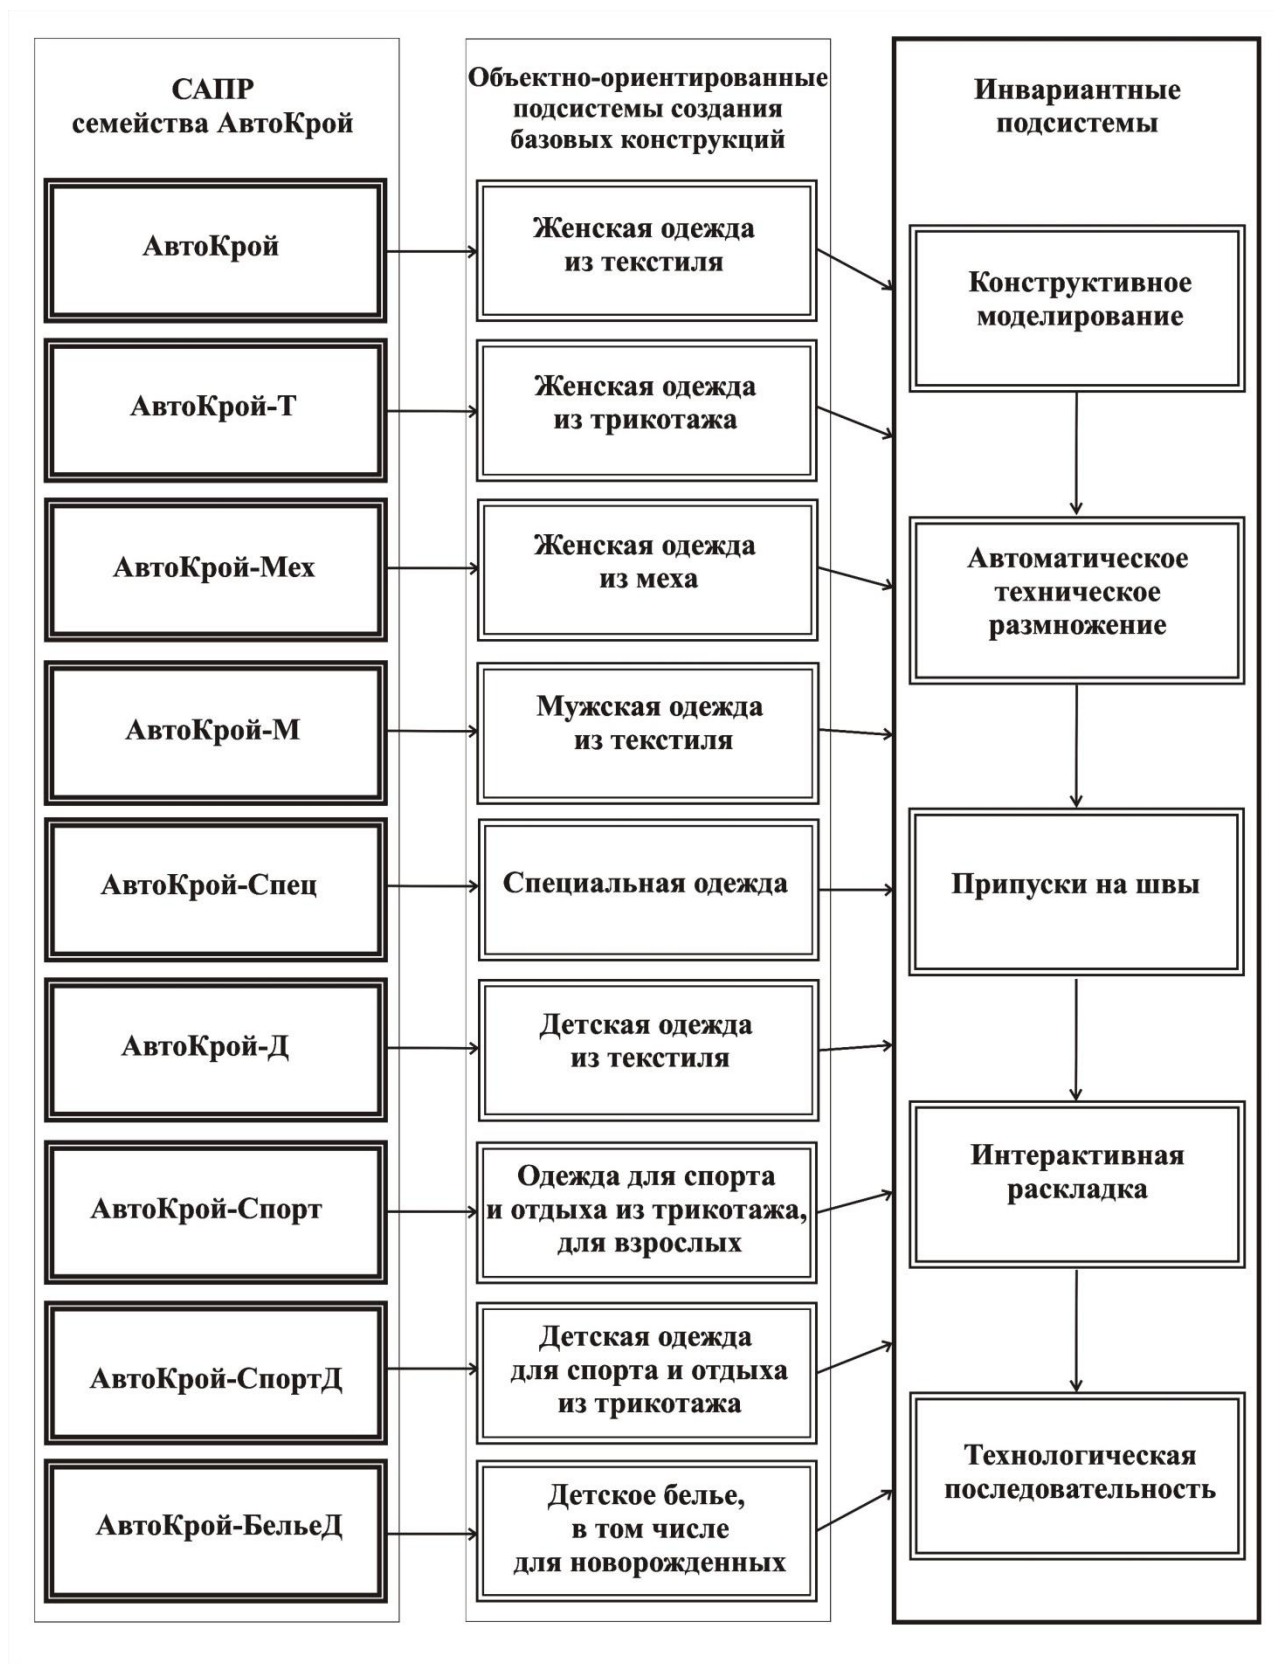 САПР
семейства АвтоКрой
АвтоКрой
АвтоКрой-Т
АвтоКрой-Мех
АвтоКрой-М
АвтоКрой-Спец
АвтоКрой-Д
АвтоКрой-Спорт
АвтоКрой-СпортД
АвтоКрой-БельеД
Объектно-ориентированные
подсистемы создания
базовых конструкций
Женская одежда
из текстиля
Женская одежда
из трикотажа
Женская одежда
из меха
Мужская одежда
из текстиля
Специальная одежда
Детская одежда
из текстиля
Одежда для спорта
и отдыха из трикотажа,
для взрослых
Детская одежда
для спорта и отдыха
из трикотажа
Детское белье,
в том числе
для новорожденных
Инвариантные
подсистемы
Конструктивное
моделирование
Автоматическое
техническое
размножение
Припуски на швы
Интерактивная
раскладка
Технологическая
последовательность